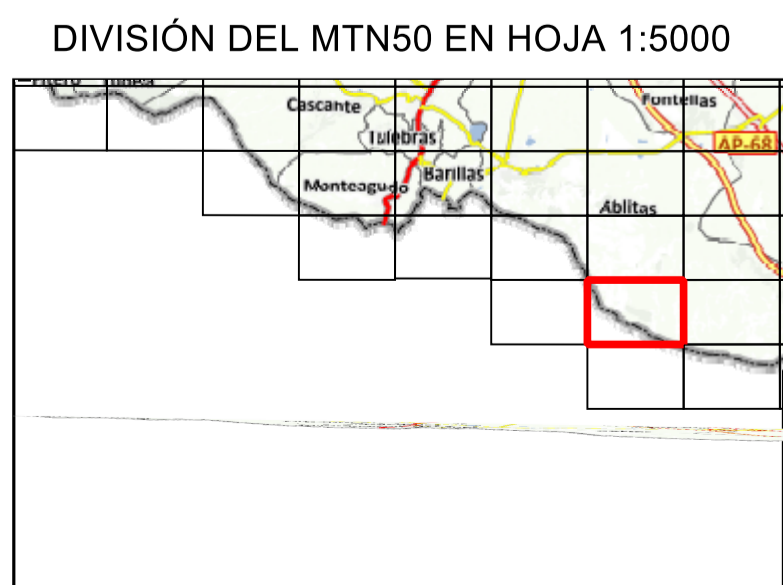 DIVISIÓN DEL MTN50 EN HOJA 1:5000
Cascante
Fontellas
Tulebras
AP-68
Barillas
Monteagudo
Ablitas